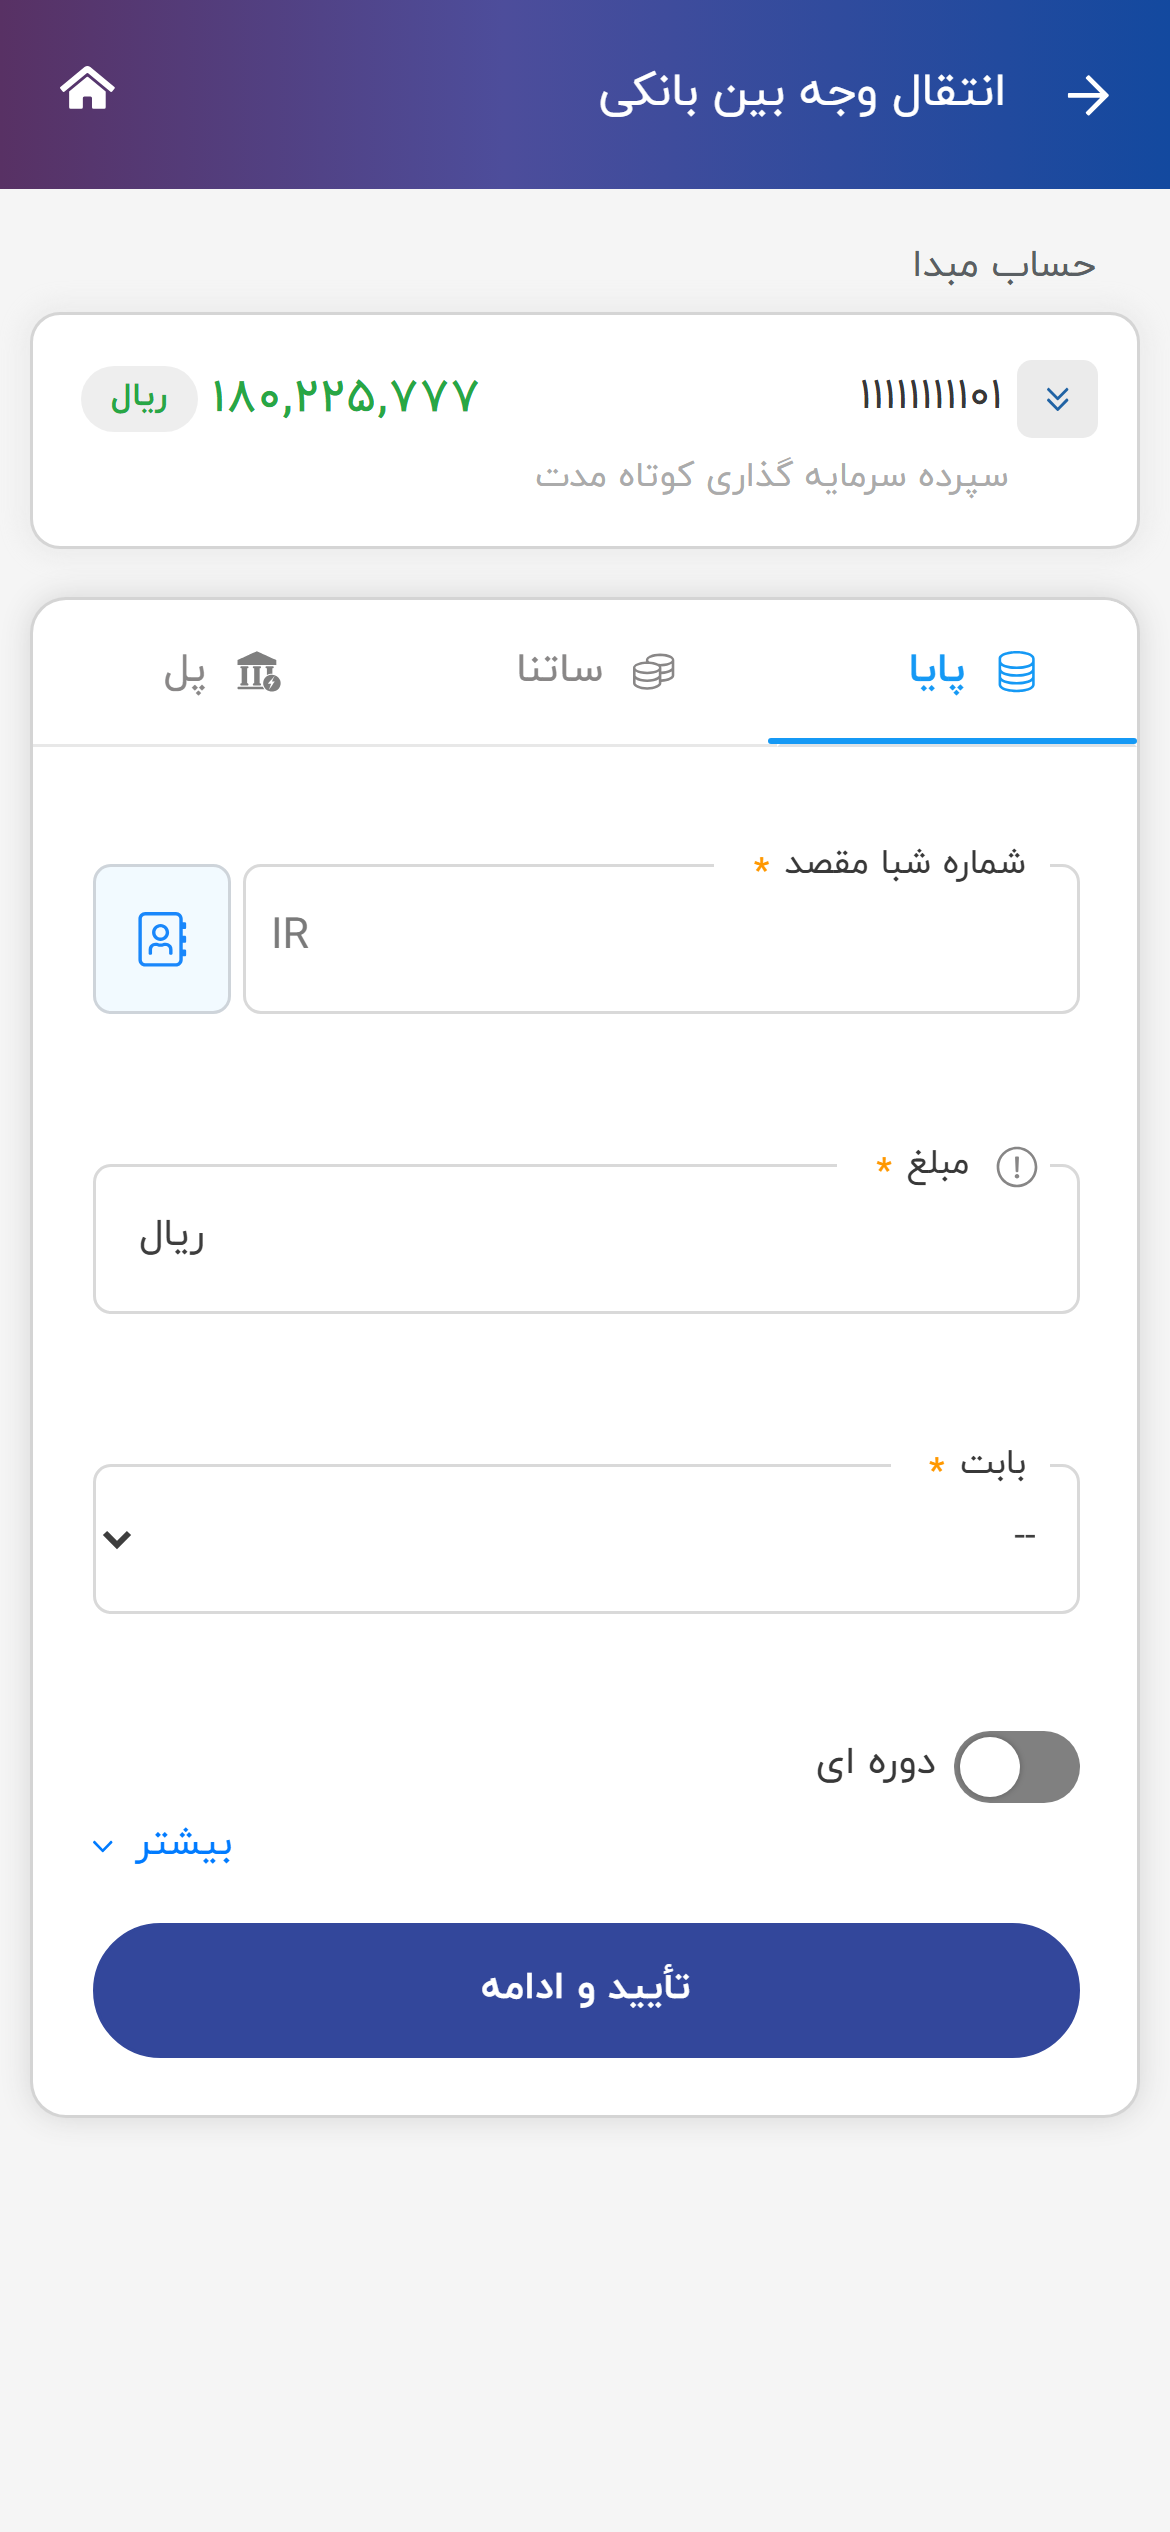 انتقال وجه بین بانکی
حساب مبدا
۱۱۱۱۱۱۱۱۱۱۰۱ ۱۸۰,۲۲۵,۷۷۷ ریال
سپرده سرمایه گذاری کوتاه مدت
پایا ساتنا پل
شماره شبا مقصد *
IR
مبلغ *
ریال
بابت *
--
دوره ای
بیشتر
تأیید و ادامه